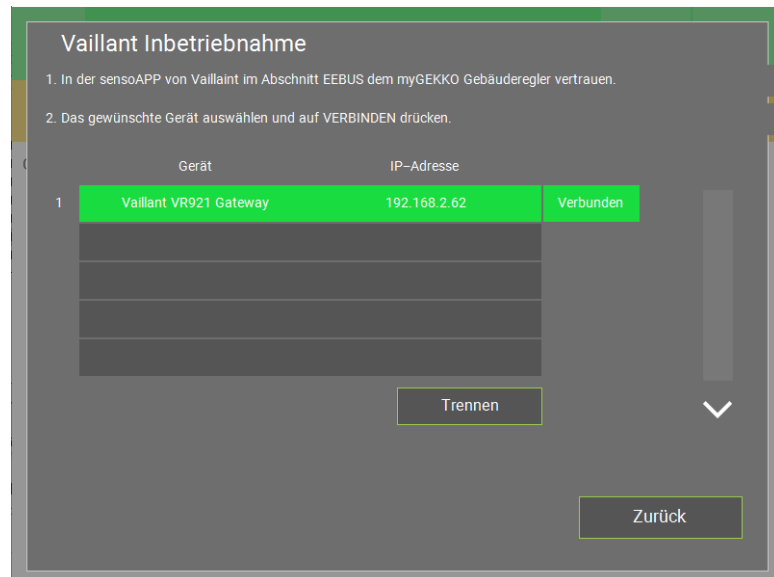 Vaillant Inbetriebnahme
1. In der sensoAPP von Vaillaint im Abschnitt EEBUS dem myGEKKO Gebäuderegler vertrauen.
2. Das gewünschte Gerät auswählen und auf VERBINDEN drücken.
Gerät IP-Adresse
1 Vaillant VR921 Gateway 192.168.2.62 Verbunden
Trennen
Zurück